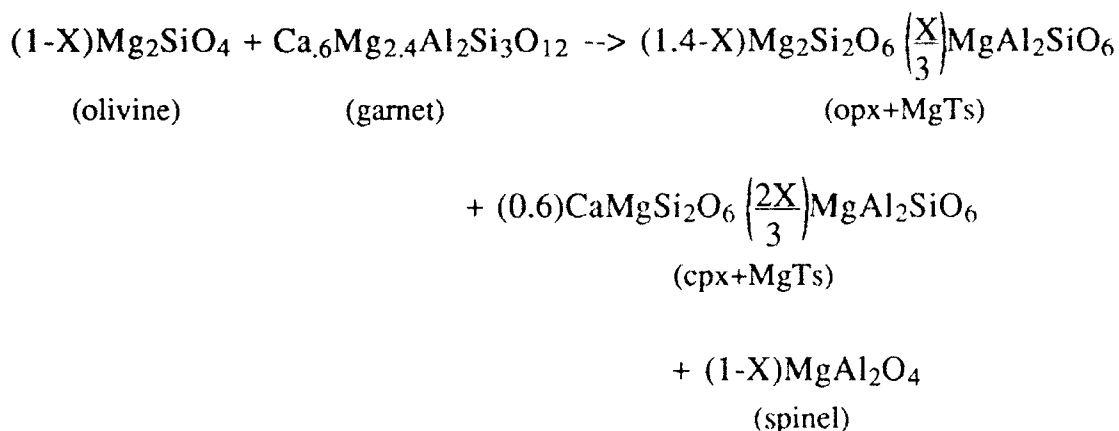 (1-X)Mg₂SiO₄ + Ca.₆Mg₂.₄Al₂Si₃O₁₂ --> (1.4-X)Mg₂Si₂O₆ (X/3)MgAl₂SiO₆
(olivine) (garnet) (opx+MgTs)
+ (0.6)CaMgSi₂O₆ (2X/3)MgAl₂SiO₆
(cpx+MgTs)
+ (1-X)MgAl₂O₄
(spinel)